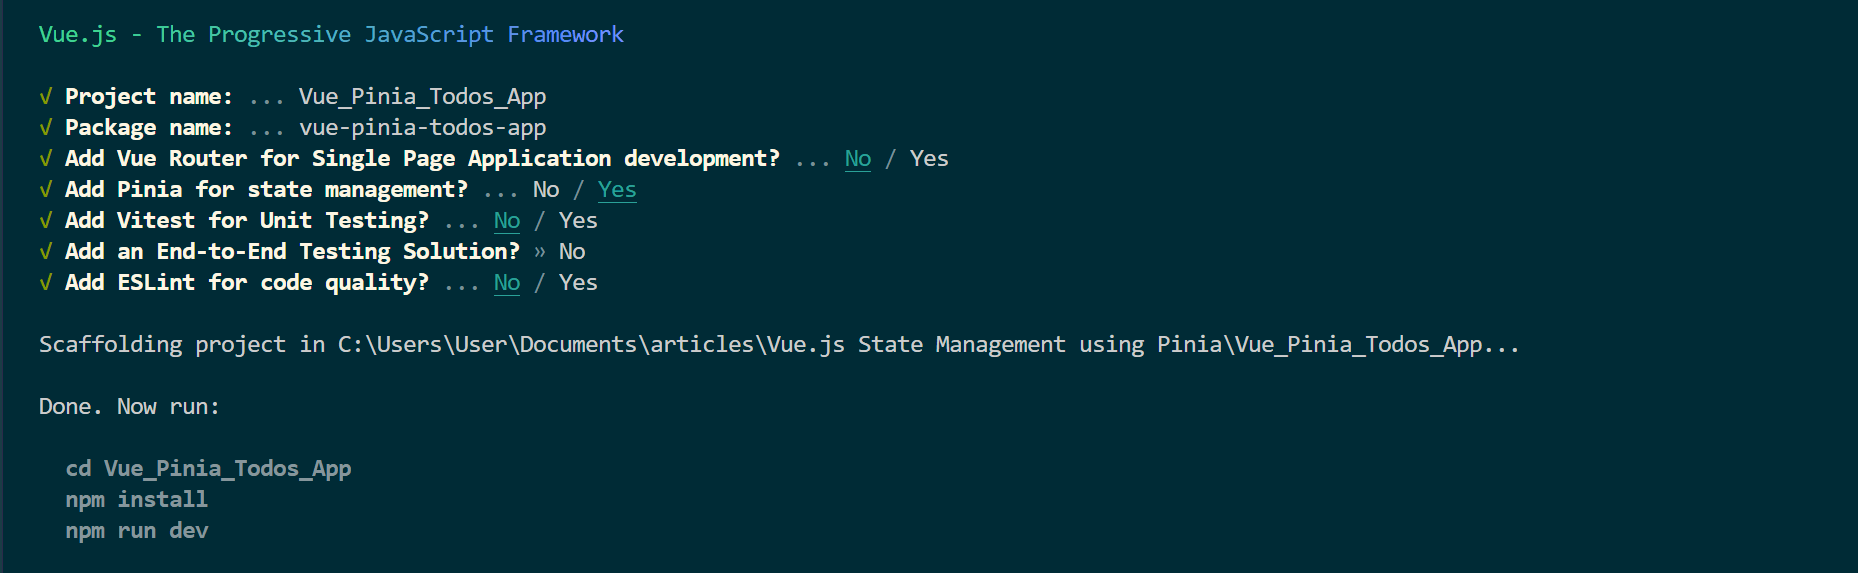 Vue.js - The Progressive JavaScript Framework
√ Project name: ... Vue_Pinia_Todos_App
√ Package name: ... vue-pinia-todos-app
√ Add Vue Router for Single Page Application development? ... No / Yes
√ Add Pinia for state management? ... No / Yes
√ Add Vitest for Unit Testing? ... No / Yes
√ Add an End-to-End Testing Solution? » No
√ Add ESLint for code quality? ... No / Yes
Scaffolding project in C:\Users\User\Documents\articles\Vue.js State Management using Pinia\Vue_Pinia_Todos_App...
Done. Now run:
cd Vue_Pinia_Todos_App
npm install
npm run dev